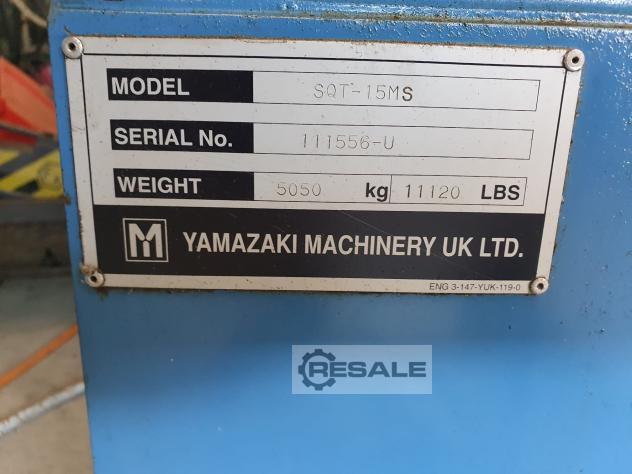 MODEL SQT-15MS
SERIAL No. 111556-U
WEIGHT 5050 kg 11120 LBS
YAMAZAKI MACHINERY UK LTD.
ENG 3-147-YUK-119-0
RESALE